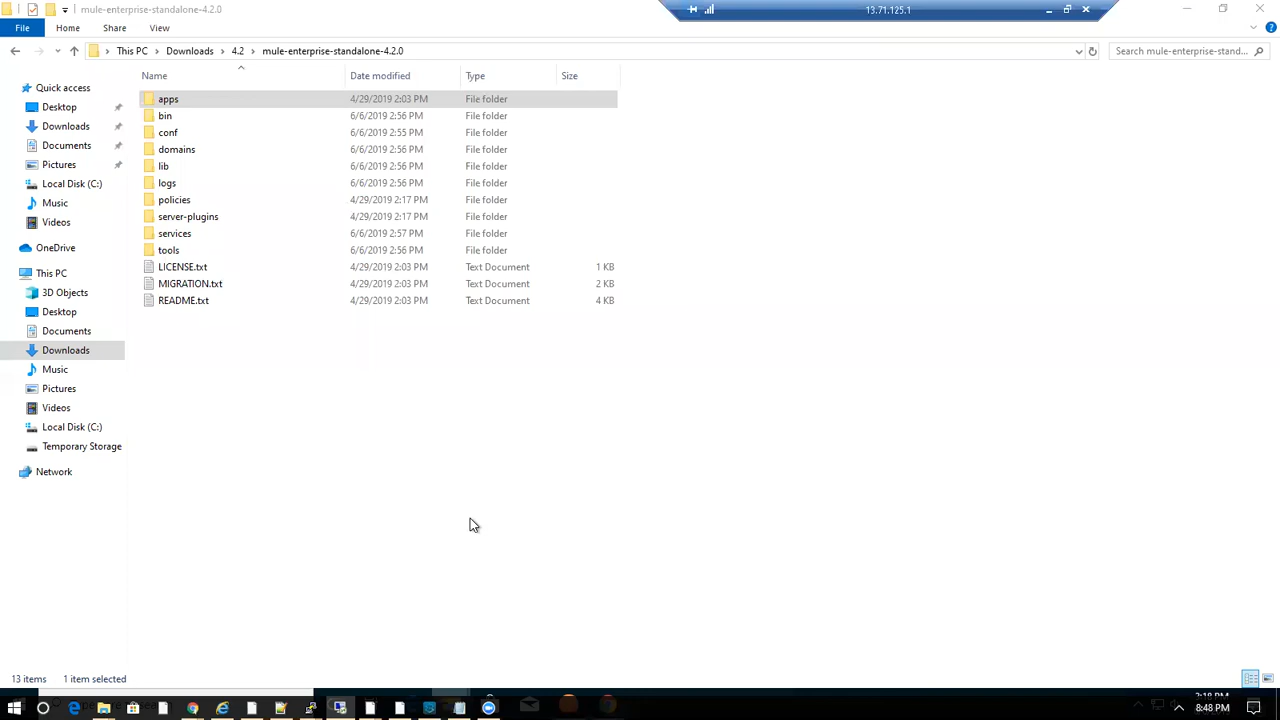 mule-enterprise-standalone-4.2.0
13.71.125.1
File Home Share View
This PC Downloads 4.2 mule-enterprise-standalone-4.2.0
Search mule-enterprise-stand...
Name Date modified Type Size
Quick access
Desktop
Downloads
Documents
Pictures
Local Disk (C:)
Music
Videos
OneDrive
This PC
3D Objects
Desktop
Documents
Downloads
Music
Pictures
Videos
Local Disk (C:)
Temporary Storage
Network
apps 4/29/2019 2:03 PM File folder
bin 6/6/2019 2:56 PM File folder
conf 6/6/2019 2:55 PM File folder
domains 6/6/2019 2:56 PM File folder
lib 6/6/2019 2:56 PM File folder
logs 6/6/2019 2:56 PM File folder
policies 4/29/2019 2:17 PM File folder
server-plugins 4/29/2019 2:17 PM File folder
services 6/6/2019 2:57 PM File folder
tools 6/6/2019 2:56 PM File folder
LICENSE.txt 4/29/2019 2:03 PM Text Document 1 KB
MIGRATION.txt 4/29/2019 2:03 PM Text Document 2 KB
README.txt 4/29/2019 2:03 PM Text Document 4 KB
13 items 1 item selected
8:48 PM